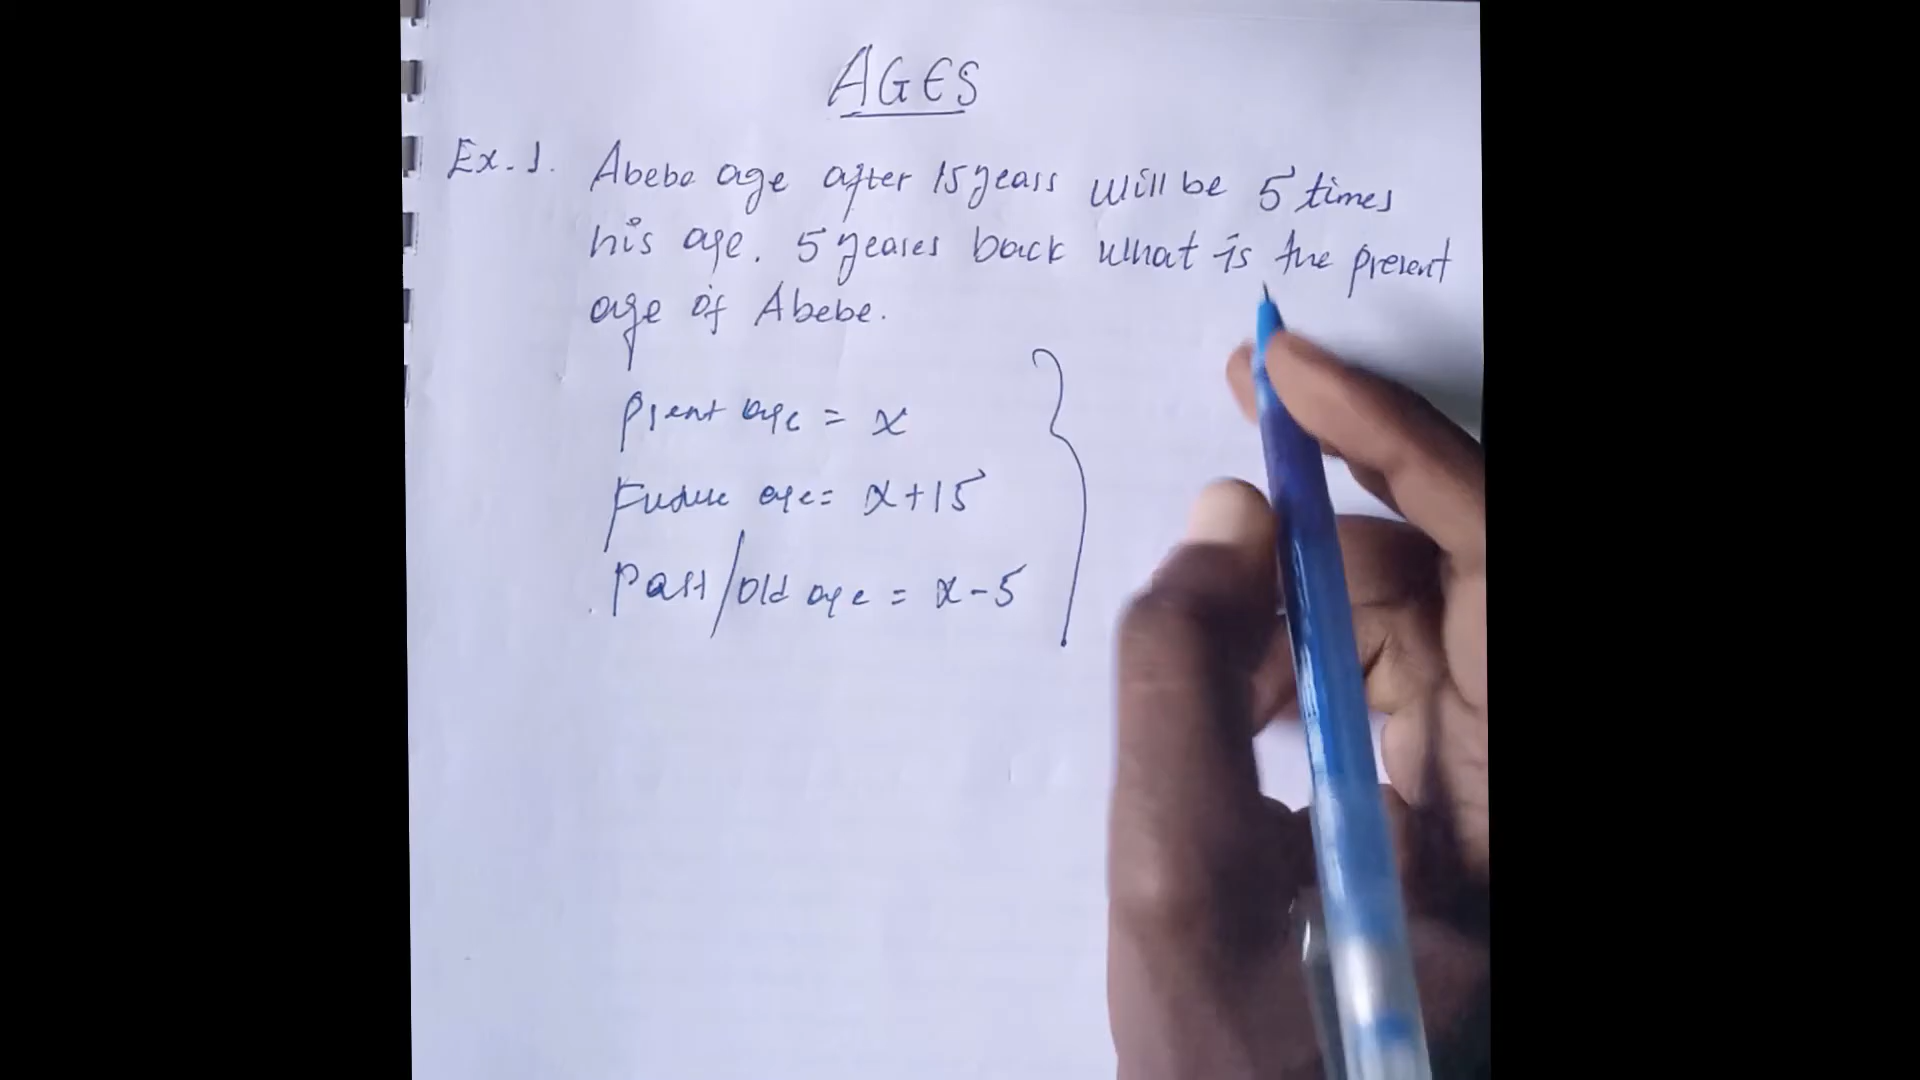 AGES
Ex-1. Abebe age after 15 years will be 5 times
his age. 5 yeares back what is the present
age of Abebe.
Prent age = x
Future age = x+15
Past/Old age = x-5